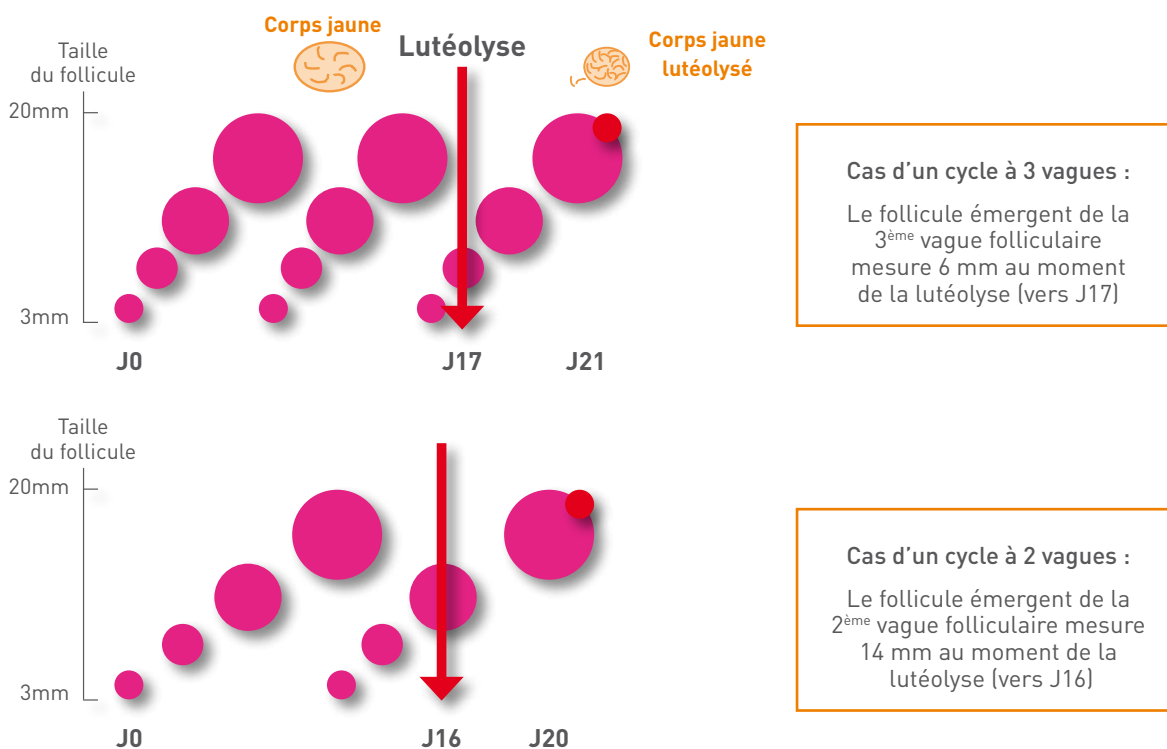 Corps jaune
Lutéolyse
Corps jaune
lutéolysé
Taille
du follicule
20mm
3mm
J0
J17
J21
Cas d’un cycle à 3 vagues :
Le follicule émergent de la
3ème vague folliculaire
mesure 6 mm au moment
de la lutéolyse (vers J17)
Taille
du follicule
20mm
3mm
J0
J16
J20
Cas d’un cycle à 2 vagues :
Le follicule émergent de la
2ème vague folliculaire mesure
14 mm au moment de la
lutéolyse (vers J16)